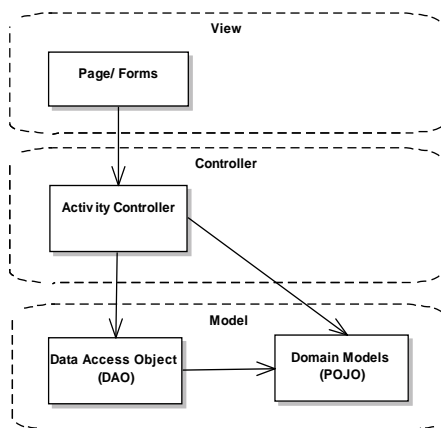 View
Page/ Forms
Controller
Activity Controller
Model
Data Access Object
(DAO)
Domain Models
(POJO)